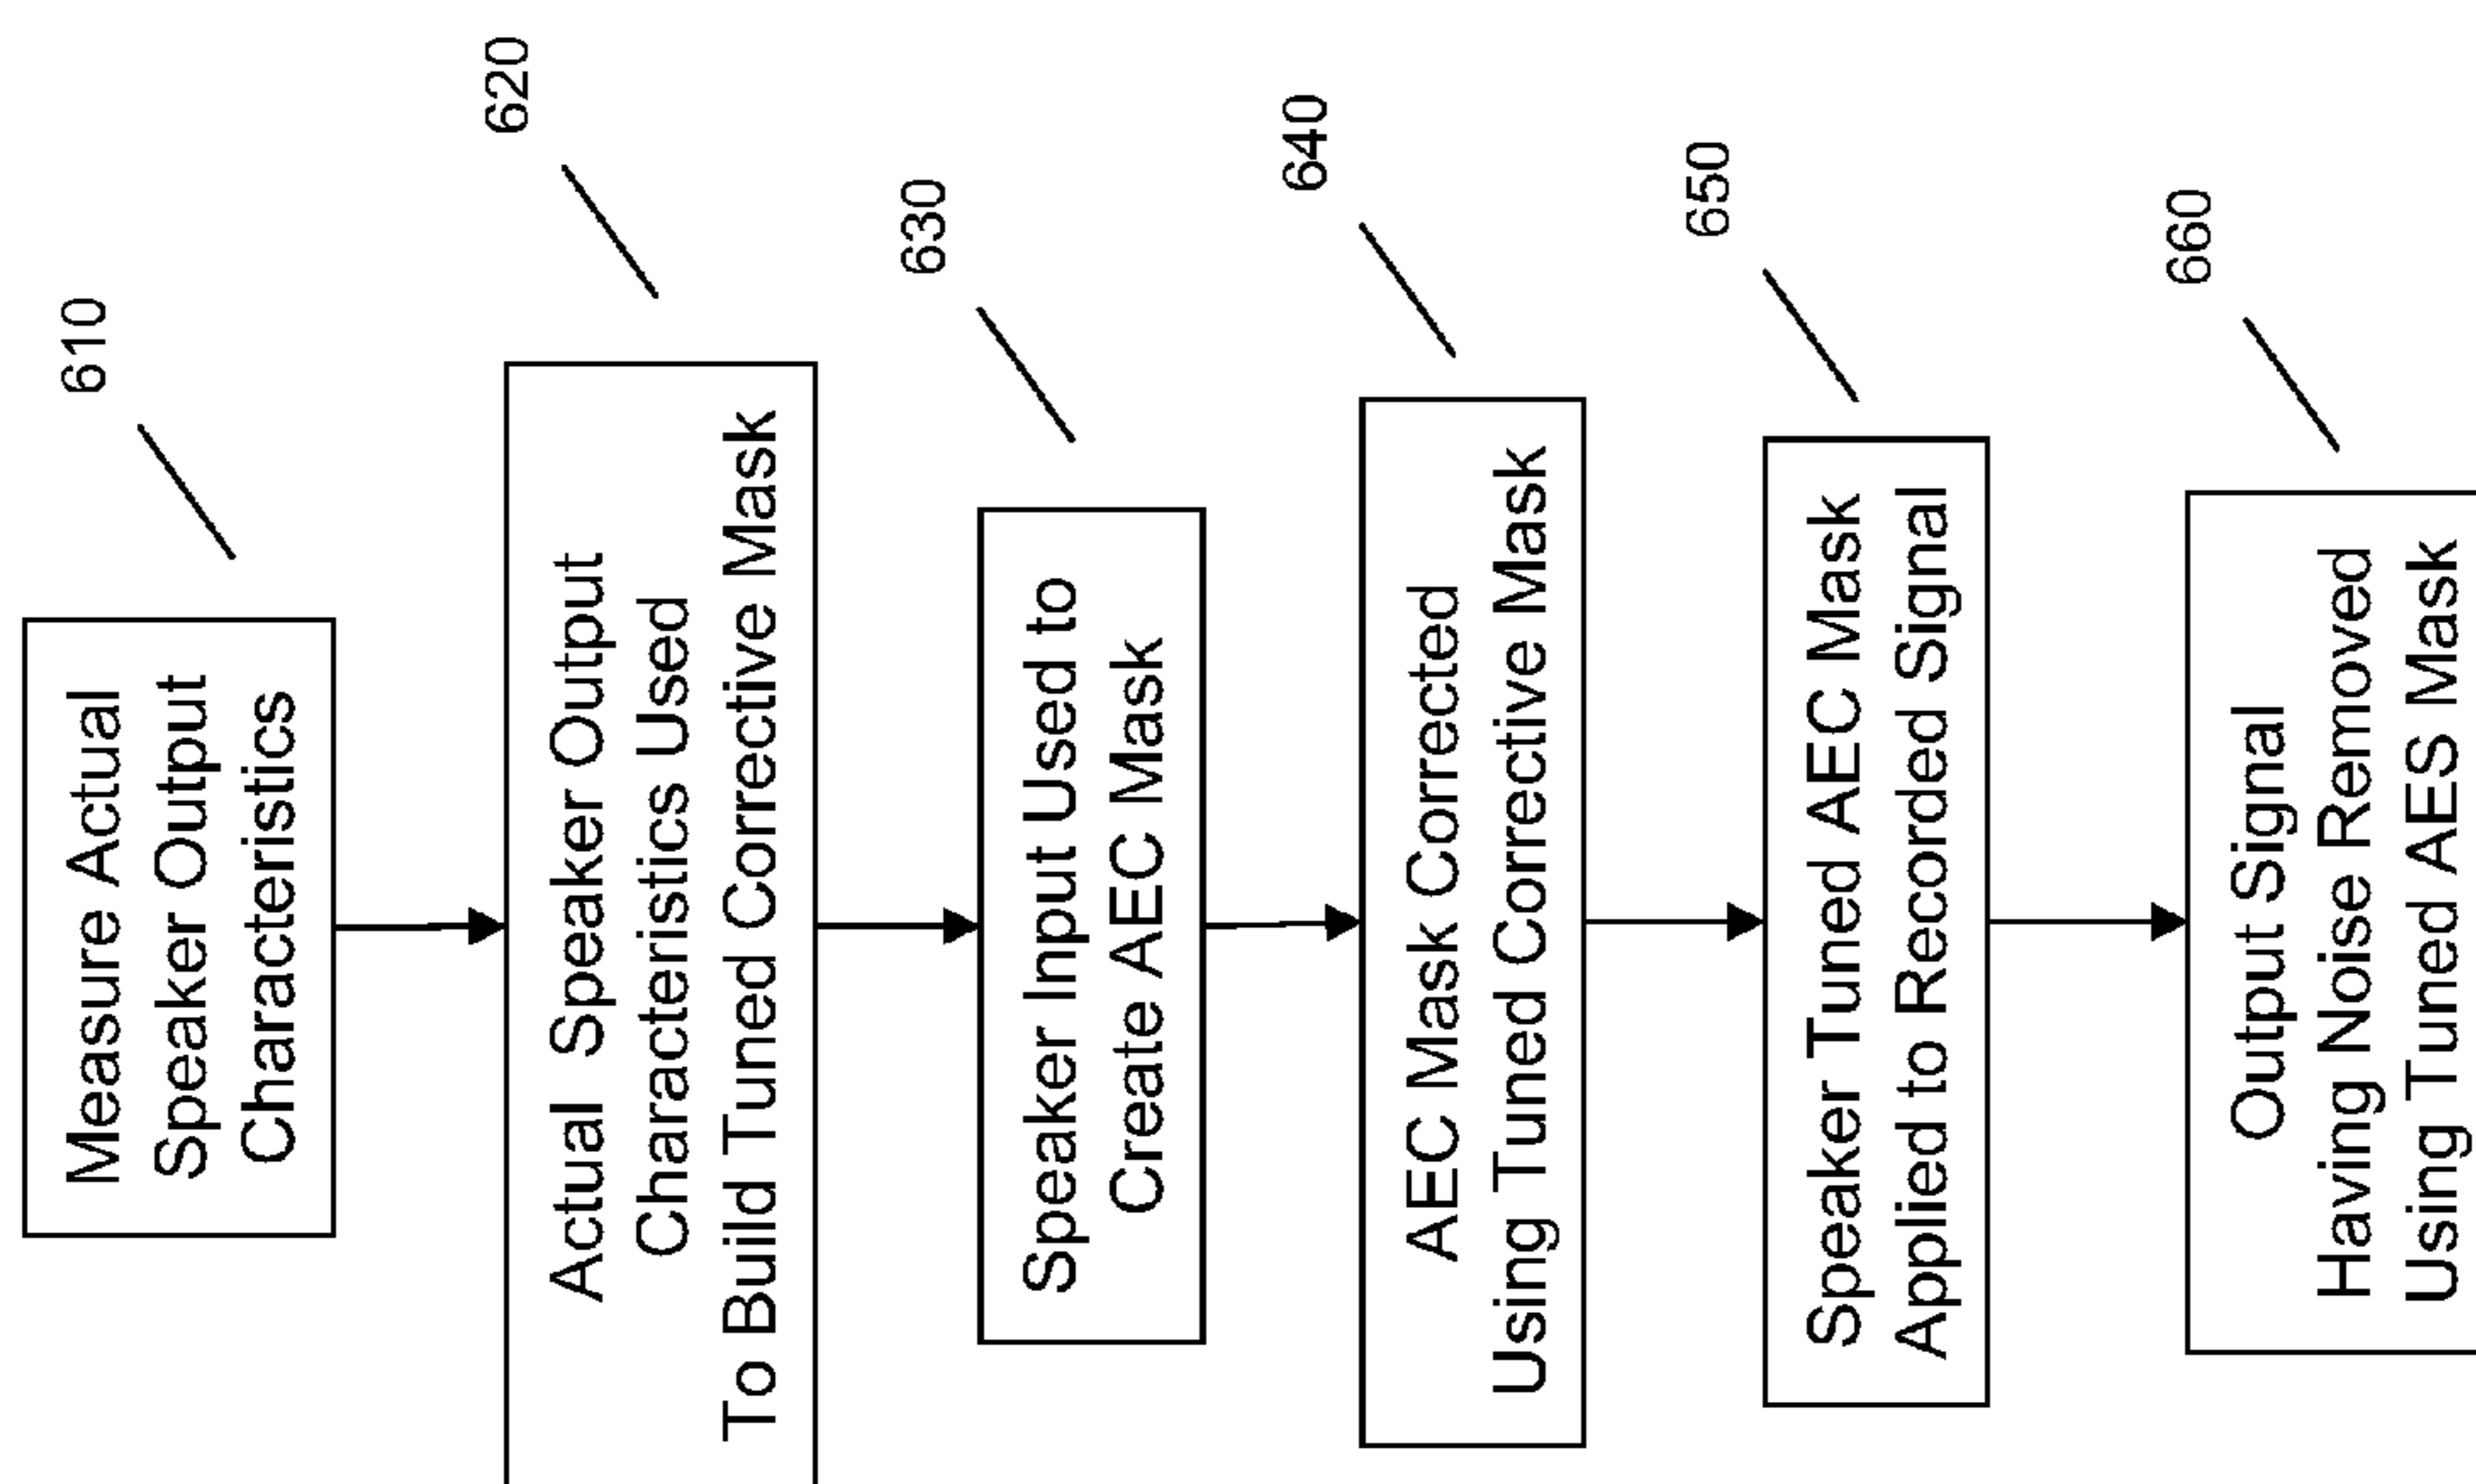 610
Measure Actual
Speaker Output
Characteristics
620
Actual Speaker Output
Characteristics Used
To Build Tuned Corrective Mask
630
Speaker Input Used to
Create AEC Mask
640
AEC Mask Corrected
Using Tuned Corrective Mask
650
Speaker Tuned AEC Mask
Applied to Recorded Signal
660
Output Signal
Having Noise Removed
Using Tuned AES Mask